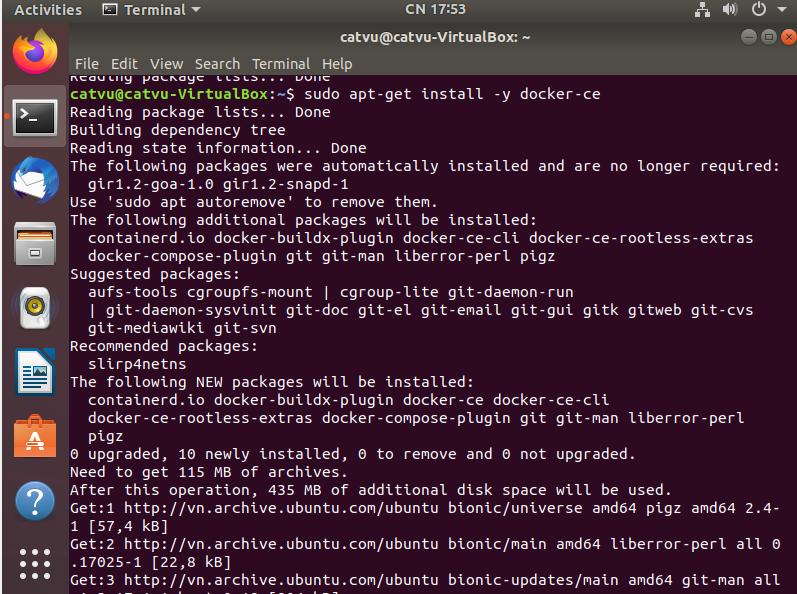 Activities Terminal CN 17:53
catvu@catvu-VirtualBox: ~
File Edit View Search Terminal Help
Reading package lists... Done
catvu@catvu-VirtualBox:~$ sudo apt-get install -y docker-ce
Reading package lists... Done
Building dependency tree
Reading state information... Done
The following packages were automatically installed and are no longer required:
  gir1.2-goa-1.0 gir1.2-snapd-1
Use 'sudo apt autoremove' to remove them.
The following additional packages will be installed:
  containerd.io docker-buildx-plugin docker-ce-cli docker-ce-rootless-extras
  docker-compose-plugin git git-man liberror-perl pigz
Suggested packages:
  aufs-tools cgroupfs-mount | cgroup-lite git-daemon-run
  | git-daemon-sysvinit git-doc git-el git-email git-gui gitk gitweb git-cvs
  git-mediawiki git-svn
Recommended packages:
  slirp4netns
The following NEW packages will be installed:
  containerd.io docker-buildx-plugin docker-ce docker-ce-cli
  docker-ce-rootless-extras docker-compose-plugin git git-man liberror-perl
  pigz
0 upgraded, 10 newly installed, 0 to remove and 0 not upgraded.
Need to get 115 MB of archives.
After this operation, 435 MB of additional disk space will be used.
Get:1 http://vn.archive.ubuntu.com/ubuntu bionic/universe amd64 pigz amd64 2.4-
1 [57,4 kB]
Get:2 http://vn.archive.ubuntu.com/ubuntu bionic/main amd64 liberror-perl all 0
.17025-1 [22,8 kB]
Get:3 http://vn.archive.ubuntu.com/ubuntu bionic-updates/main amd64 git-man all